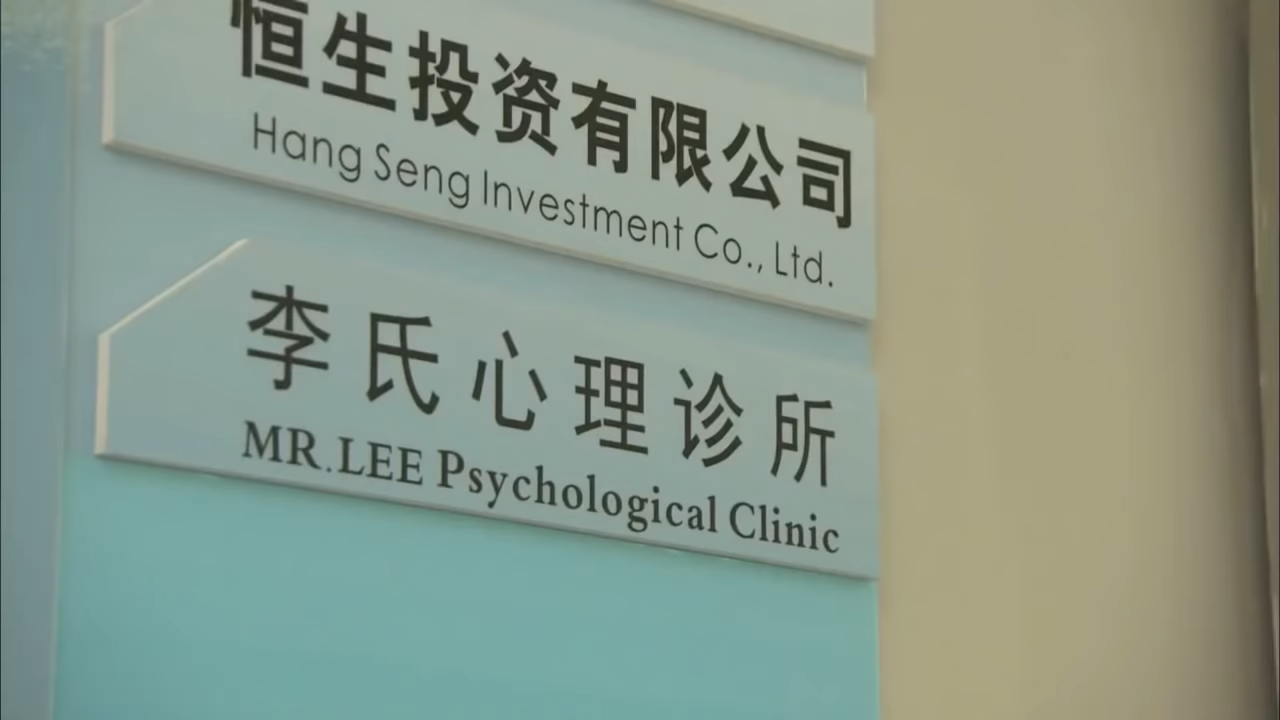 恒生投资有限公司
Hang Seng Investment Co., Ltd.
李氏心理诊所
MR.LEE Psychological Clinic